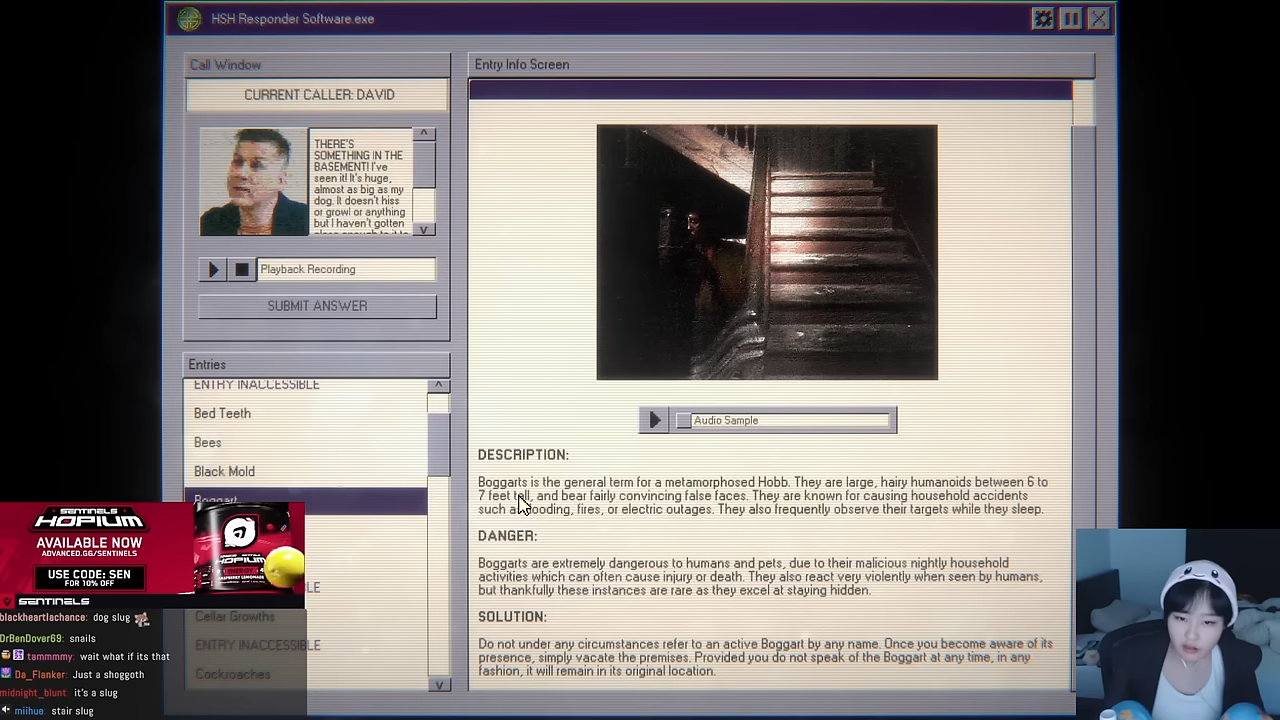 HSH Responder Software.exe
Call Window
CURRENT CALLER: DAVID
THERE'S
SOMETHING IN THE
BASEMENT! I've
seen it! It's huge,
almost as big as my
dog. It doesn't hiss
or growl or anything
but I haven't gotten
Playback Recording
SUBMIT ANSWER
Entries
ENTRY INACCESSIBLE
Bed Teeth
Bees
Black Mold
Boggart
Cellar Growths
ENTRY INACCESSIBLE
Cockroaches
Entry Info Screen
Audio Sample
DESCRIPTION:
Boggarts is the general term for a metamorphosed Hobb. They are large, hairy humanoids between 6 to
7 feet tall, and bear fairly convincing false faces. They are known for causing household accidents
such as flooding, fires, or electric outages. They also frequently observe their targets while they sleep.
DANGER:
Boggarts are extremely dangerous to humans and pets, due to their malicious nightly household
activities which can often cause injury or death. They also react very violently when seen by humans,
but thankfully these instances are rare as they excel at staying hidden.
SOLUTION:
Do not under any circumstances refer to an active Boggart by any name. Once you become aware of its
presence, simply vacate the premises. Provided you do not speak of the Boggart at any time, in any
fashion, it will remain in its original location.
SENTINELS
HOPIUM
AVAILABLE NOW
ADVANCED.GG/SENTINELS
USE CODE: SEN
FOR 10% OFF
SENTINELS
HOPIUM
ENERGY
RASPBERRY LEMONADE
SENTINELS
blackheartlachance: dog slug
DrBenDover69: snails
tammmmy: wait what if its that
Da_Flanker: Just a shoggoth
midnight_blunt: it's a slug
miihue: stair slug